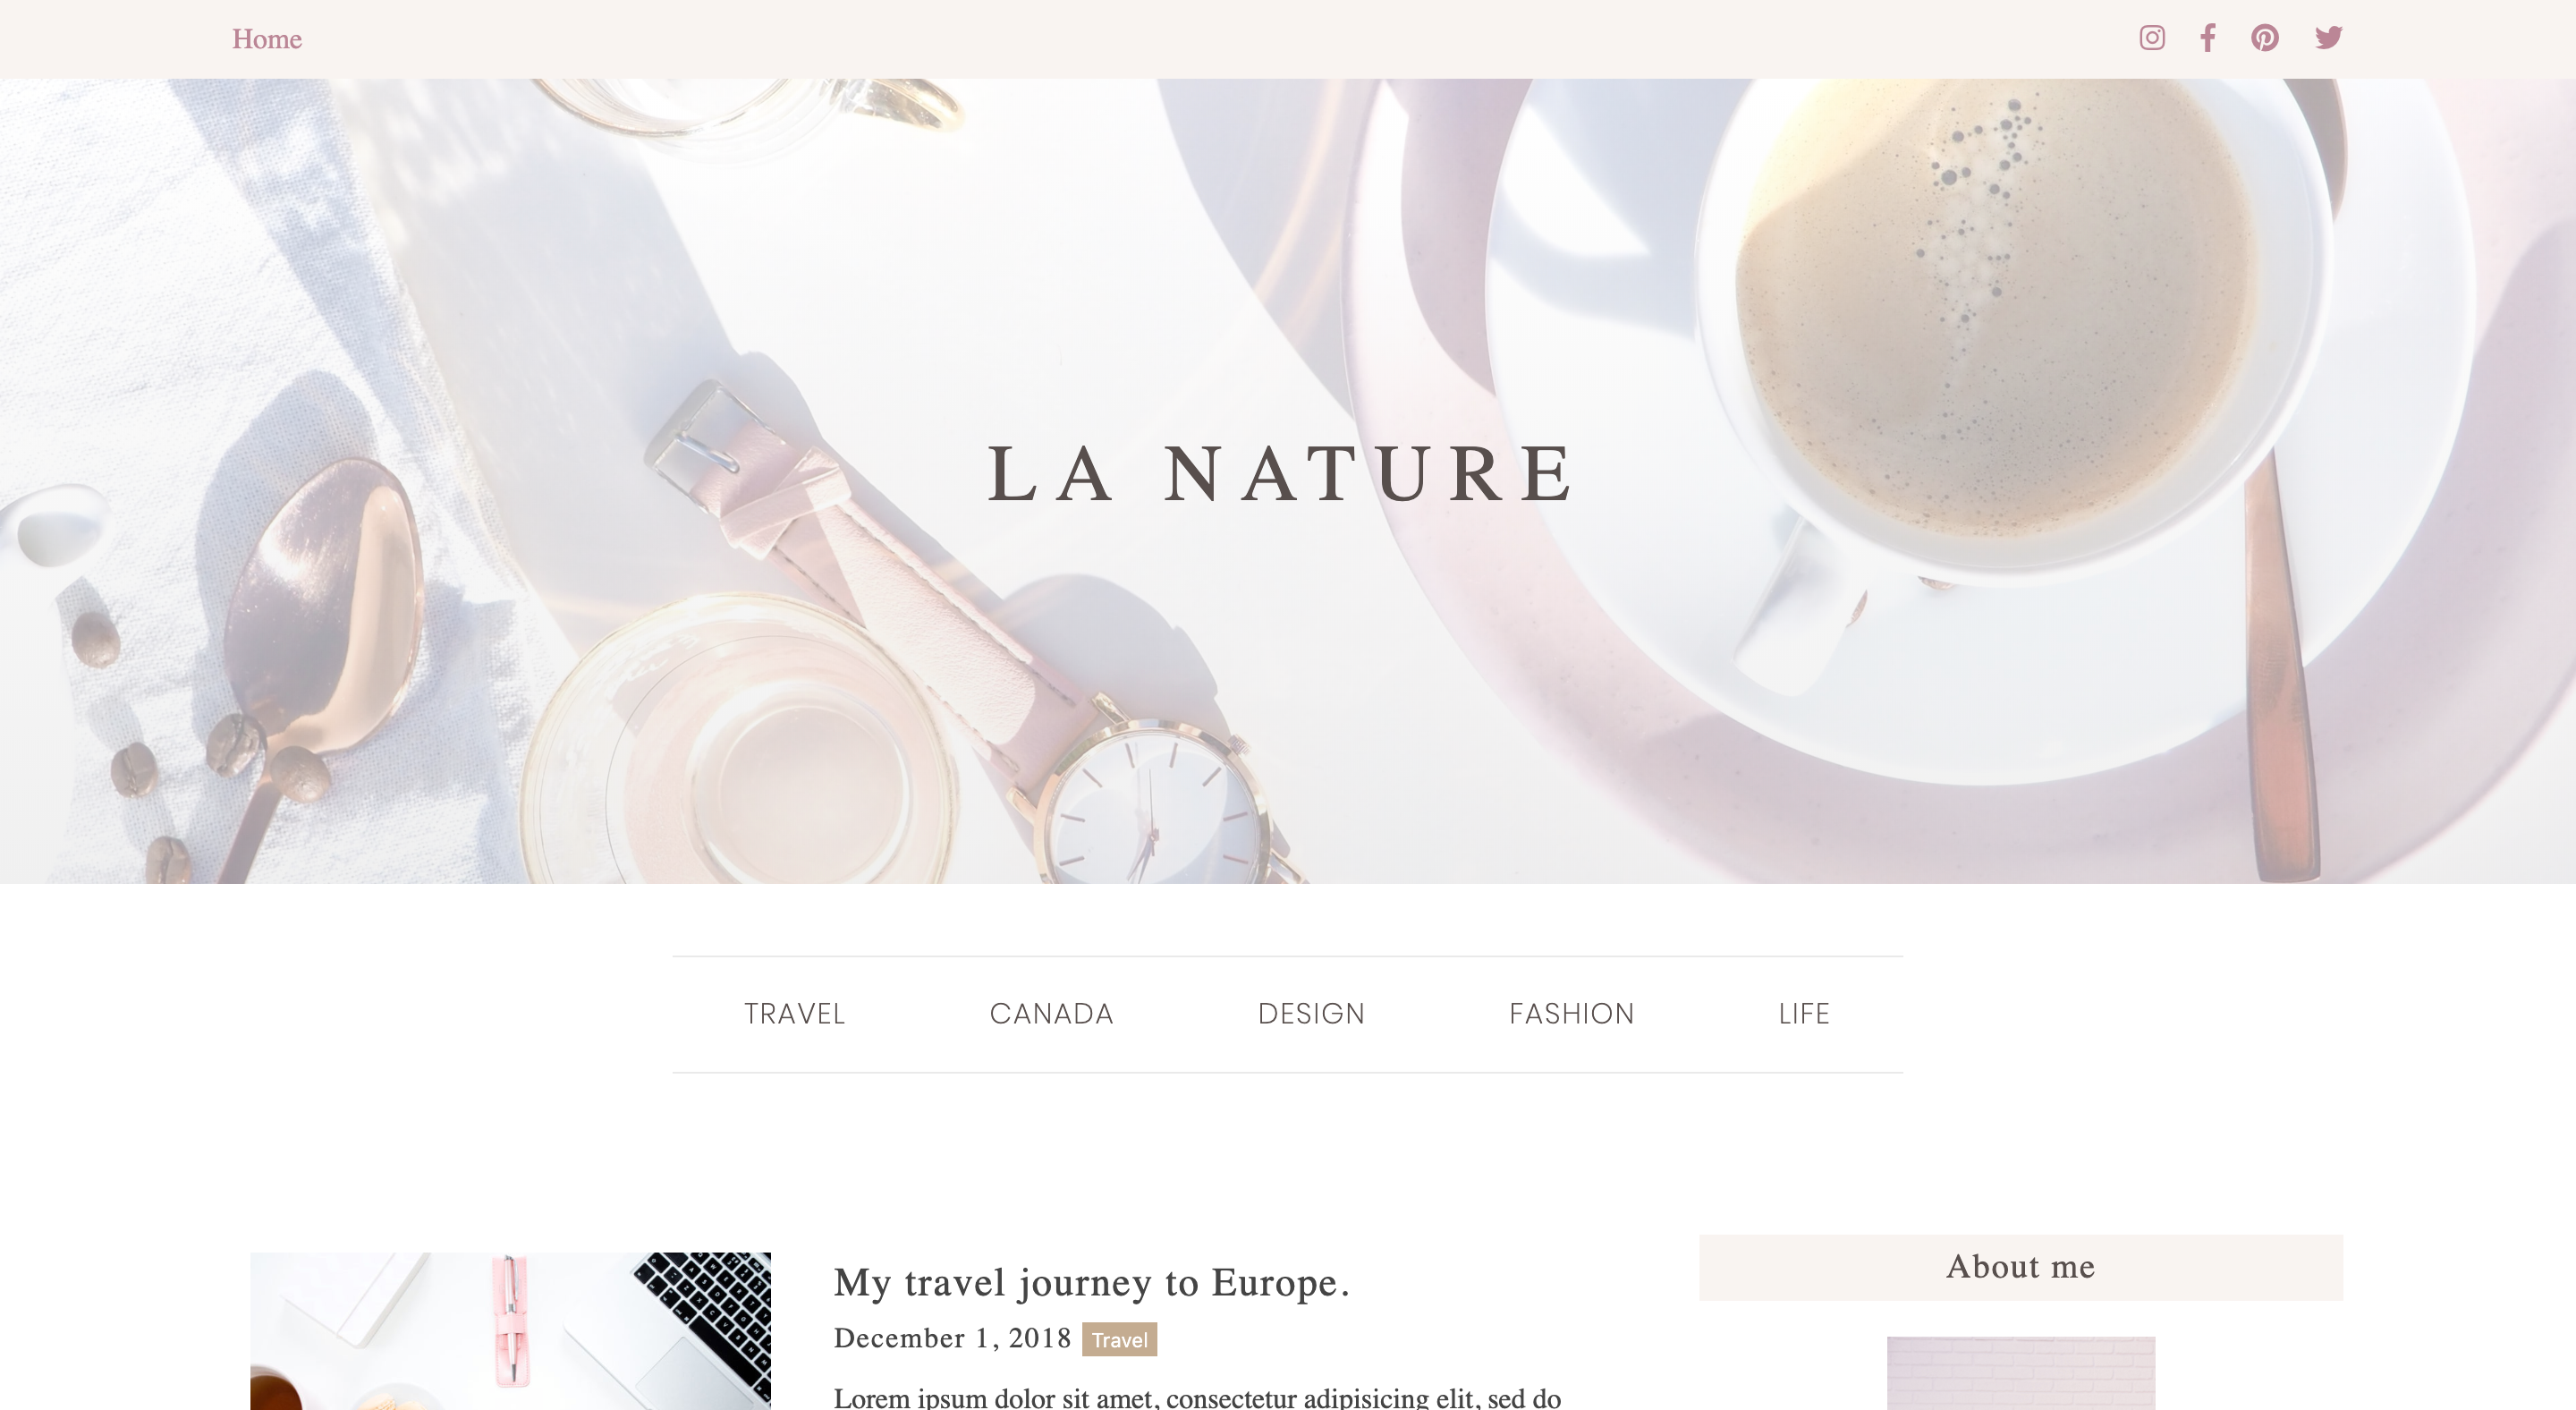 Home
LA NATURE
TRAVEL CANADA DESIGN FASHION LIFE
My travel journey to Europe.
December 1, 2018 Travel
Lorem ipsum dolor sit amet, consectetur adipisicing elit, sed do
About me